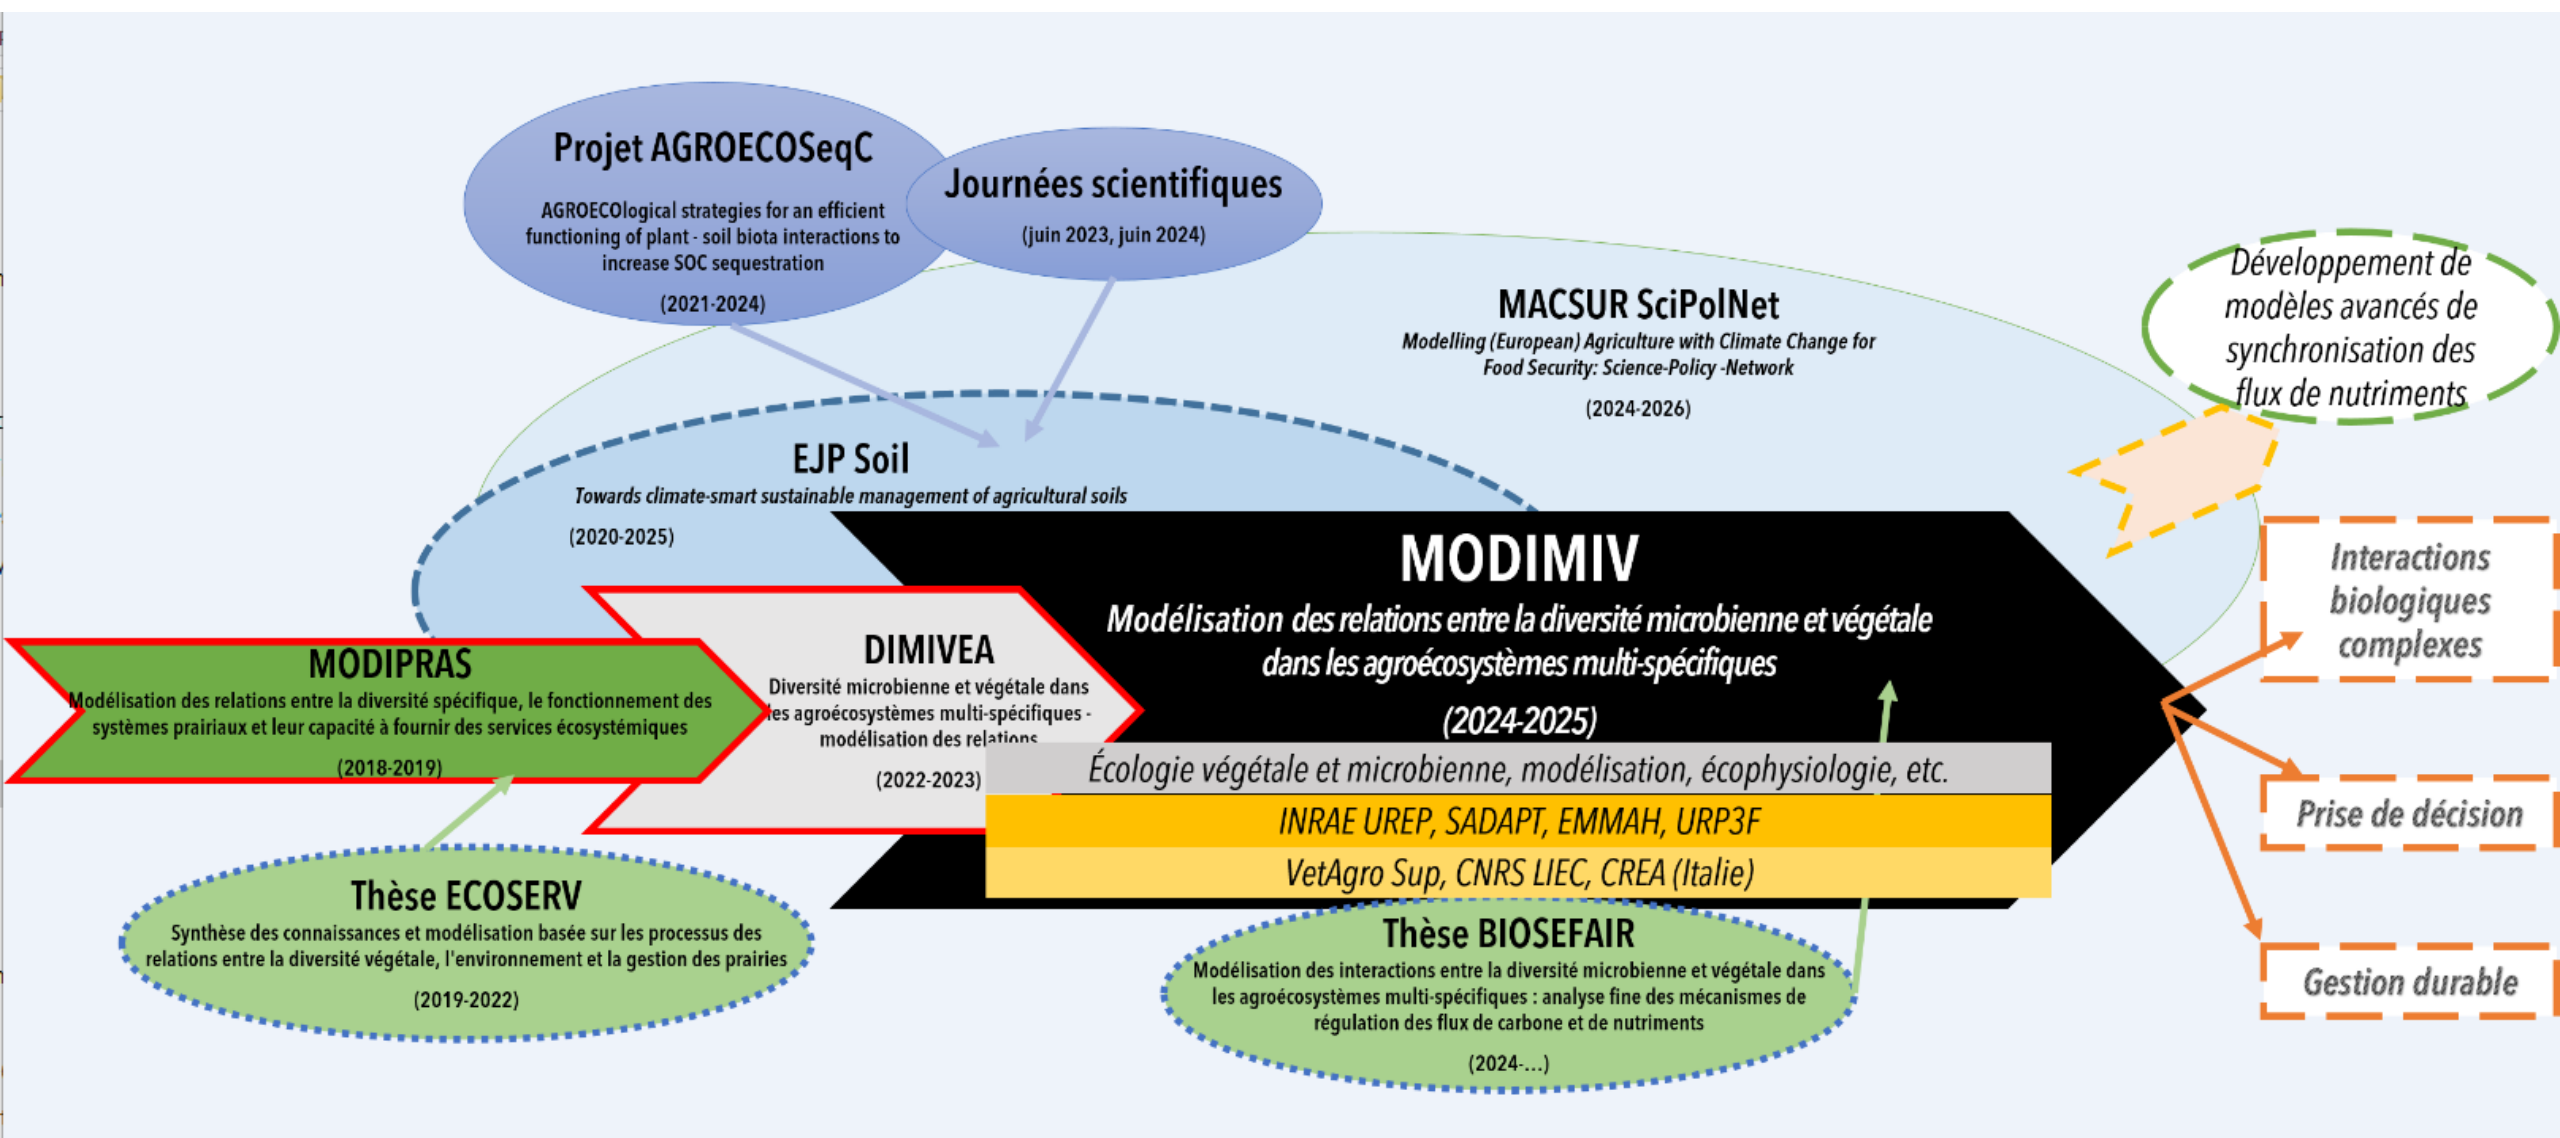 Projet AGROECOSeqC
AGROECOlogical strategies for an efficient
functioning of plant - soil biota interactions to
increase SOC sequestration
(2021-2024)
Journées scientifiques
(juin 2023, juin 2024)
MACSUR SciPolNet
Modelling (European) Agriculture with Climate Change for
Food Security: Science-Policy -Network
(2024-2026)
Développement de
modèles avancés de
synchronisation des
flux de nutriments
EJP Soil
Towards climate-smart sustainable management of agricultural soils
(2020-2025)
MODIPRAS
Modélisation des relations entre la diversité spécifique, le fonctionnement des
systèmes prairiaux et leur capacité à fournir des services écosystémiques
(2018-2019)
DIMIVEA
Diversité microbienne et végétale dans
les agroécosystèmes multi-spécifiques -
modélisation des relations
(2022-2023)
MODIMIV
Modélisation des relations entre la diversité microbienne et végétale
dans les agroécosystèmes multi-spécifiques
(2024-2025)
Écologie végétale et microbienne, modélisation, écophysiologie, etc.
INRAE UREP, SADAPT, EMMAH, URP3F
VetAgro Sup, CNRS LIEC, CREA (Italie)
Interactions
biologiques
complexes
Prise de décision
Gestion durable
Thèse ECOSERV
Synthèse des connaissances et modélisation basée sur les processus des
relations entre la diversité végétale, l'environnement et la gestion des prairies
(2019-2022)
Thèse BIOSEFAIR
Modélisation des interactions entre la diversité microbienne et végétale dans
les agroécosystèmes multi-spécifiques : analyse fine des mécanismes de
régulation des flux de carbone et de nutriments
(2024-...)